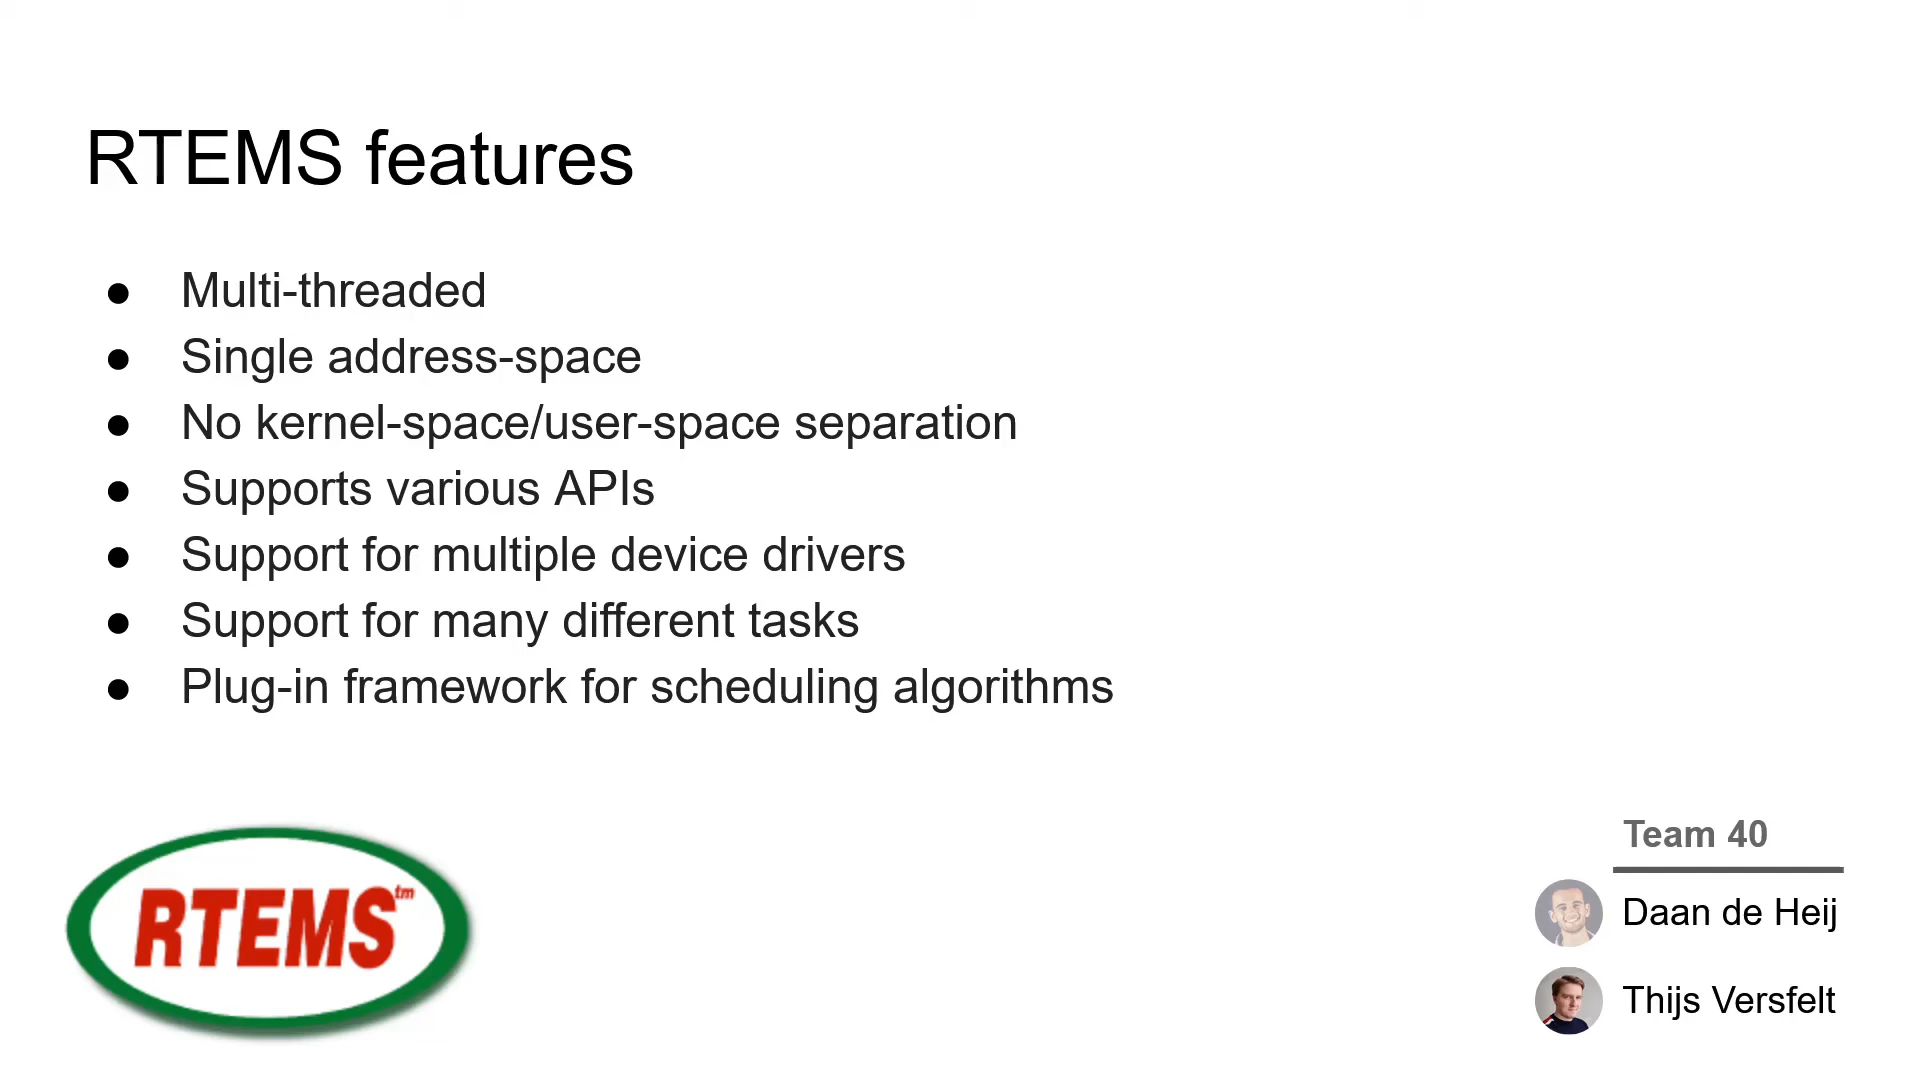 RTEMS features
● Multi-threaded
● Single address-space
● No kernel-space/user-space separation
● Supports various APIs
● Support for multiple device drivers
● Support for many different tasks
● Plug-in framework for scheduling algorithms
RTEMS™
Team 40
Daan de Heij
Thijs Versfelt